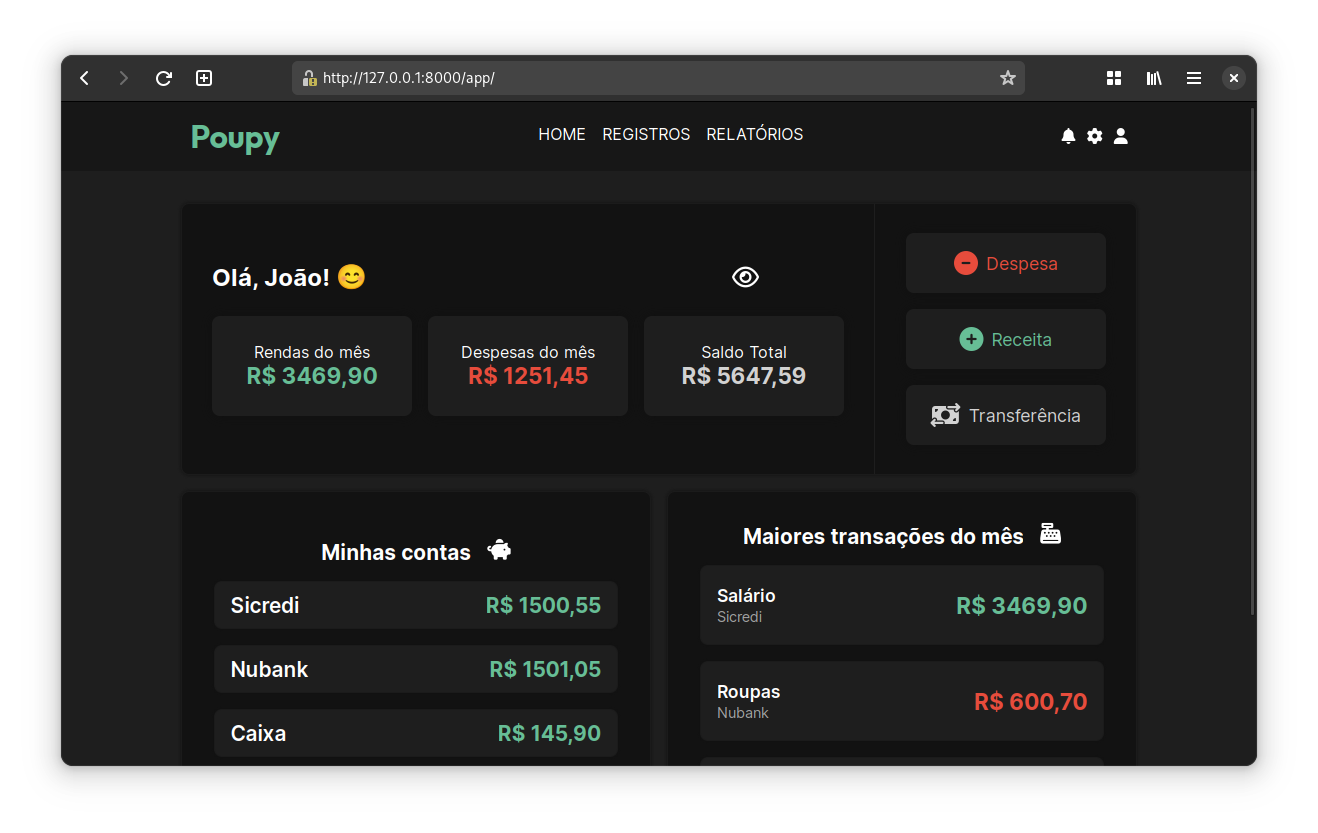 http://127.0.0.1:8000/app/
Poupy
HOME REGISTROS RELATÓRIOS
Olá, João! 😊
Rendas do mês
R$ 3469,90
Despesas do mês
R$ 1251,45
Saldo Total
R$ 5647,59
Despesa
Receita
Transferência
Minhas contas
Sicredi R$ 1500,55
Nubank R$ 1501,05
Caixa R$ 145,90
Maiores transações do mês
Salário
Sicredi
R$ 3469,90
Roupas
Nubank
R$ 600,70